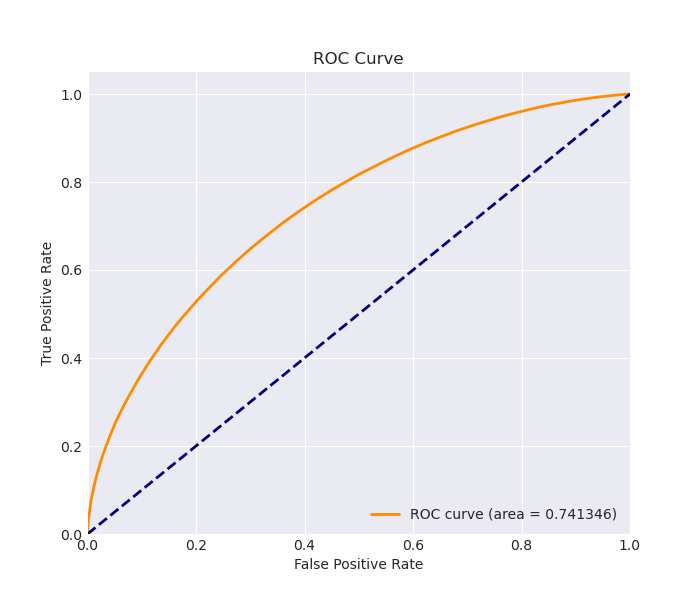 ROC Curve
True Positive Rate
1.0
0.8
0.6
0.4
0.2
0.0
0.0 0.2 0.4 0.6 0.8 1.0
False Positive Rate
ROC curve (area = 0.741346)